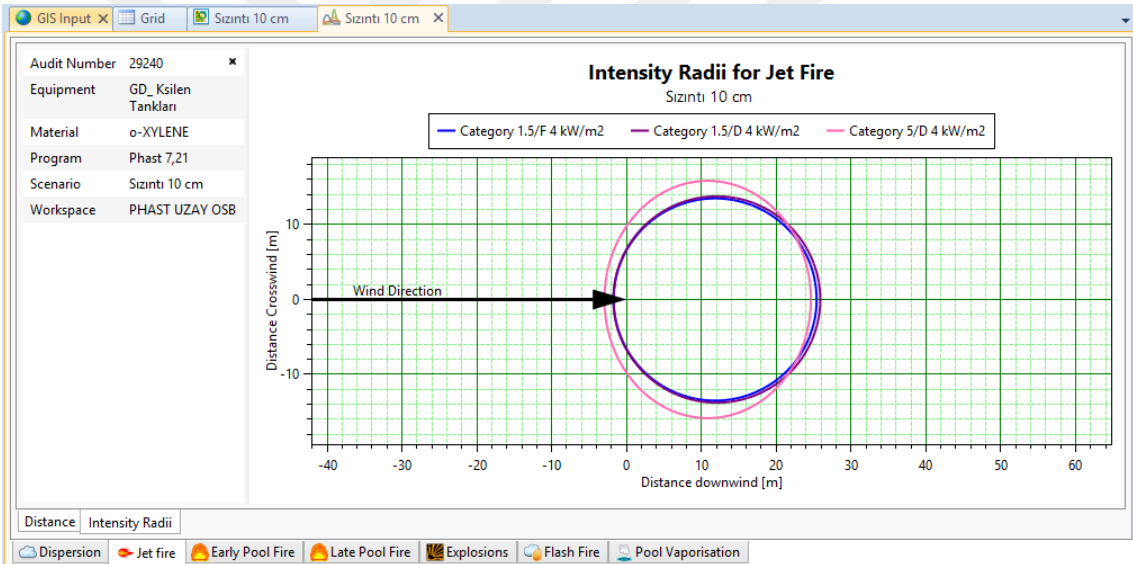 GIS Input
Grid
Sızıntı 10 cm
Sızıntı 10 cm
Audit Number 29240
Equipment GD_ Ksilen
Tankları
Material o-XYLENE
Program Phast 7,21
Scenario Sızıntı 10 cm
Workspace PHAST UZAY OSB
Intensity Radii for Jet Fire
Sızıntı 10 cm
Category 1.5/F 4 kW/m2 Category 1.5/D 4 kW/m2 Category 5/D 4 kW/m2
Distance Crosswind [m]
10
0
-10
Wind Direction
-40 -30 -20 -10 0 10 20 30 40 50 60
Distance downwind [m]
Distance Intensity Radii
Dispersion Jet fire Early Pool Fire Late Pool Fire Explosions Flash Fire Pool Vaporisation